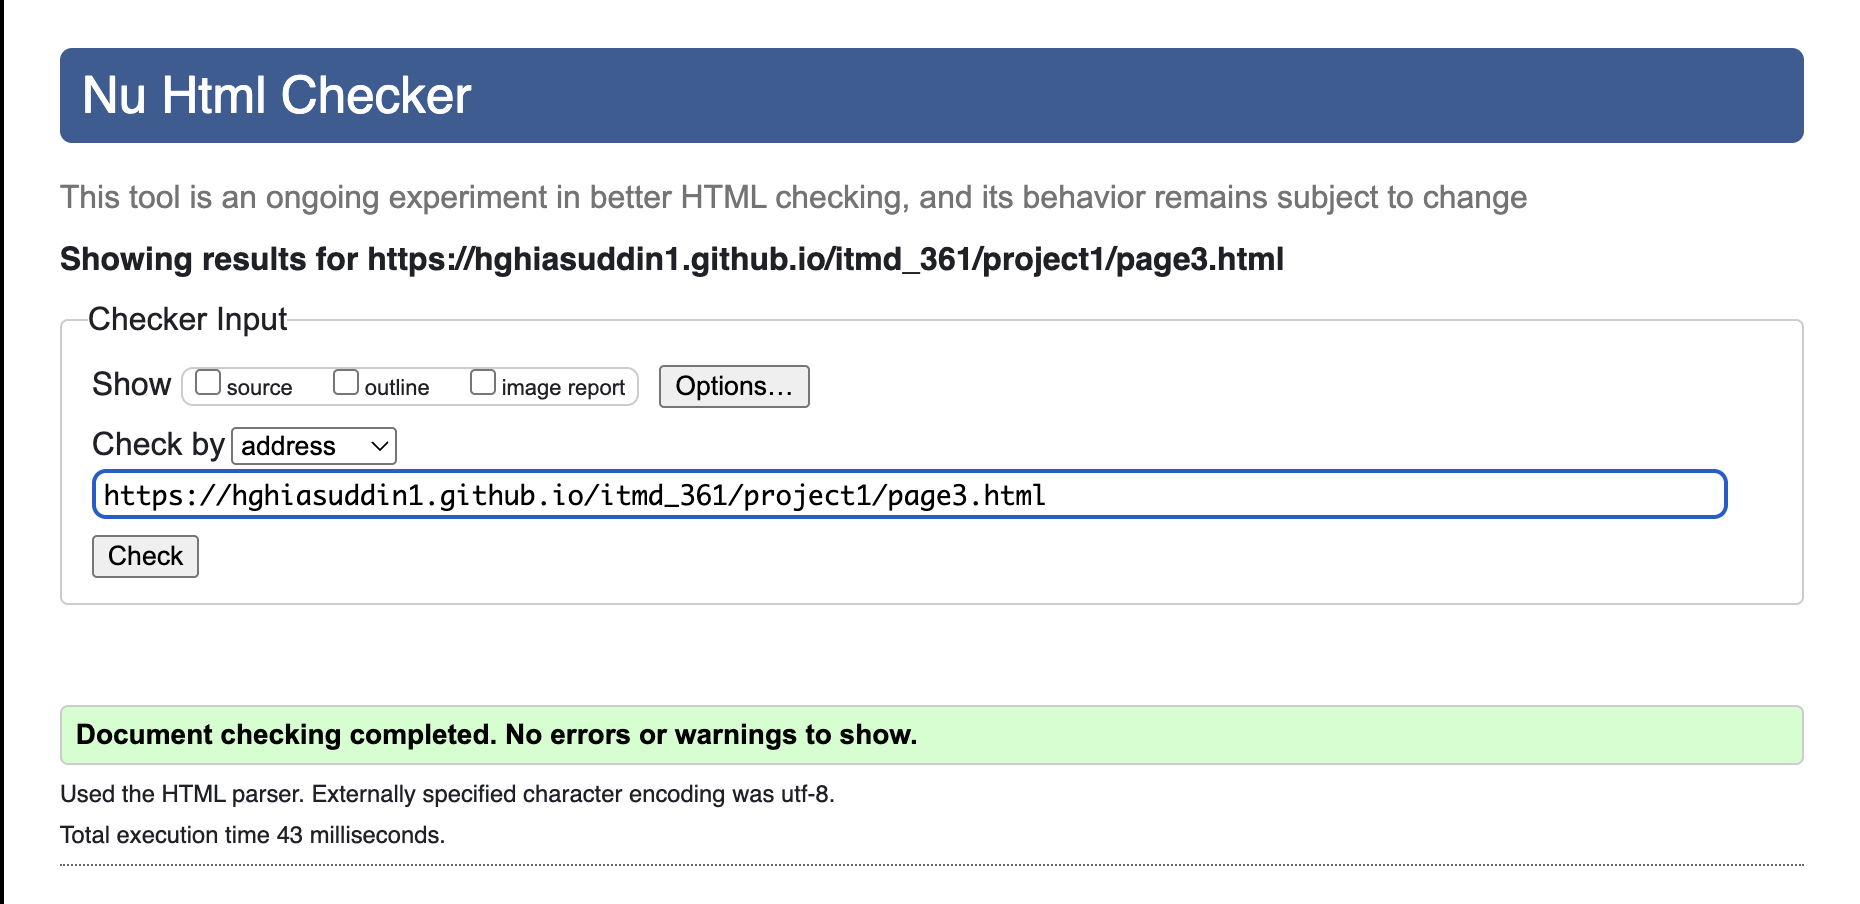 Nu Html Checker
This tool is an ongoing experiment in better HTML checking, and its behavior remains subject to change
Showing results for https://hghiasuddin1.github.io/itmd_361/project1/page3.html
Checker Input
Show source outline image report Options...
Check by address
https://hghiasuddin1.github.io/itmd_361/project1/page3.html
Check
Document checking completed. No errors or warnings to show.
Used the HTML parser. Externally specified character encoding was utf-8.
Total execution time 43 milliseconds.